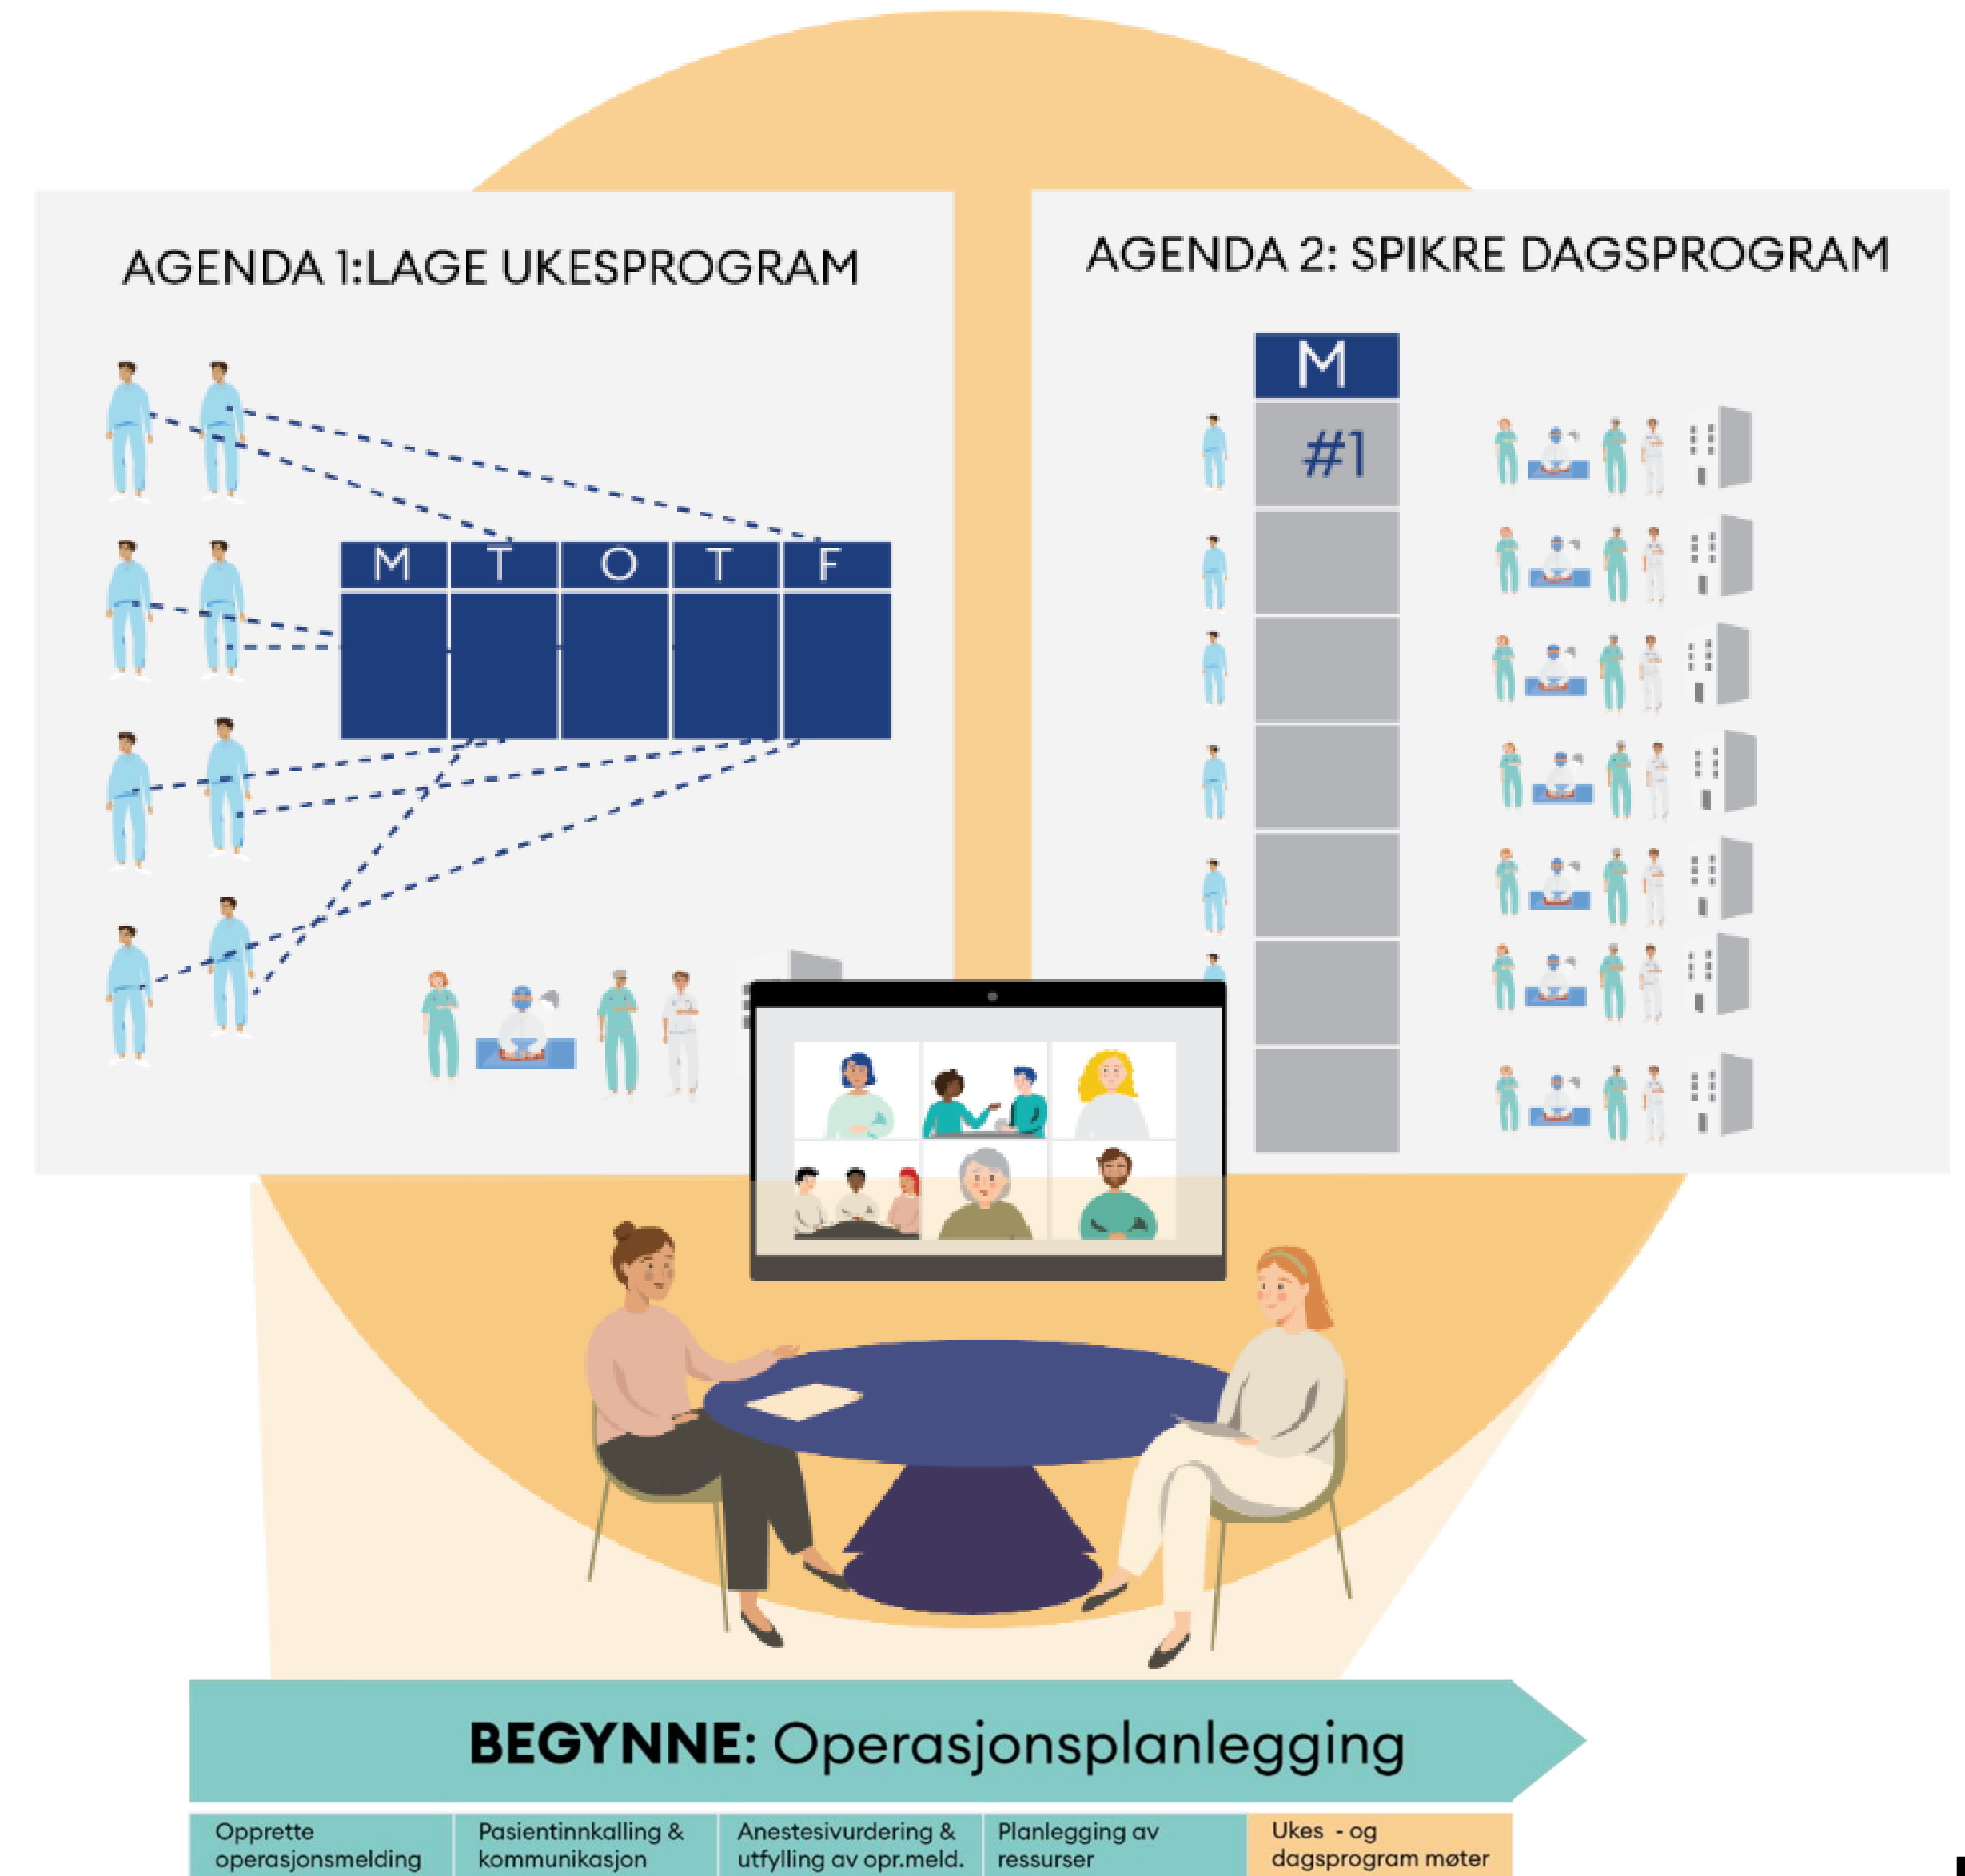 AGENDA 1:LAGE UKESPROGRAM
M T O T F
AGENDA 2: SPIKRE DAGSPROGRAM
M
#1
BEGYNNE: Operasjonsplanlegging
Opprette
operasjonsmelding
Pasientinnkalling &
kommunikasjon
Anestesivurdering &
utfylling av opr.meld.
Planlegging av
ressurser
Ukes - og
dagsprogram møter